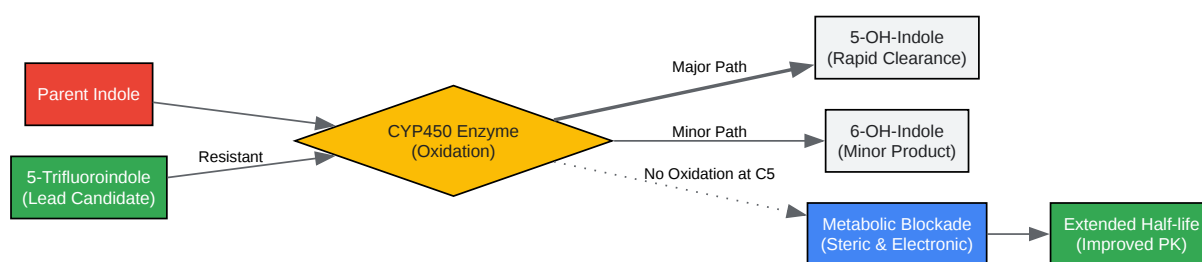 Parent Indole
5-Trifluoroindole
(Lead Candidate)
Resistant
CYP450 Enzyme
(Oxidation)
Major Path
Minor Path
No Oxidation at C5
5-OH-Indole
(Rapid Clearance)
6-OH-Indole
(Minor Product)
Metabolic Blockade
(Steric & Electronic)
Extended Half-life
(Improved PK)